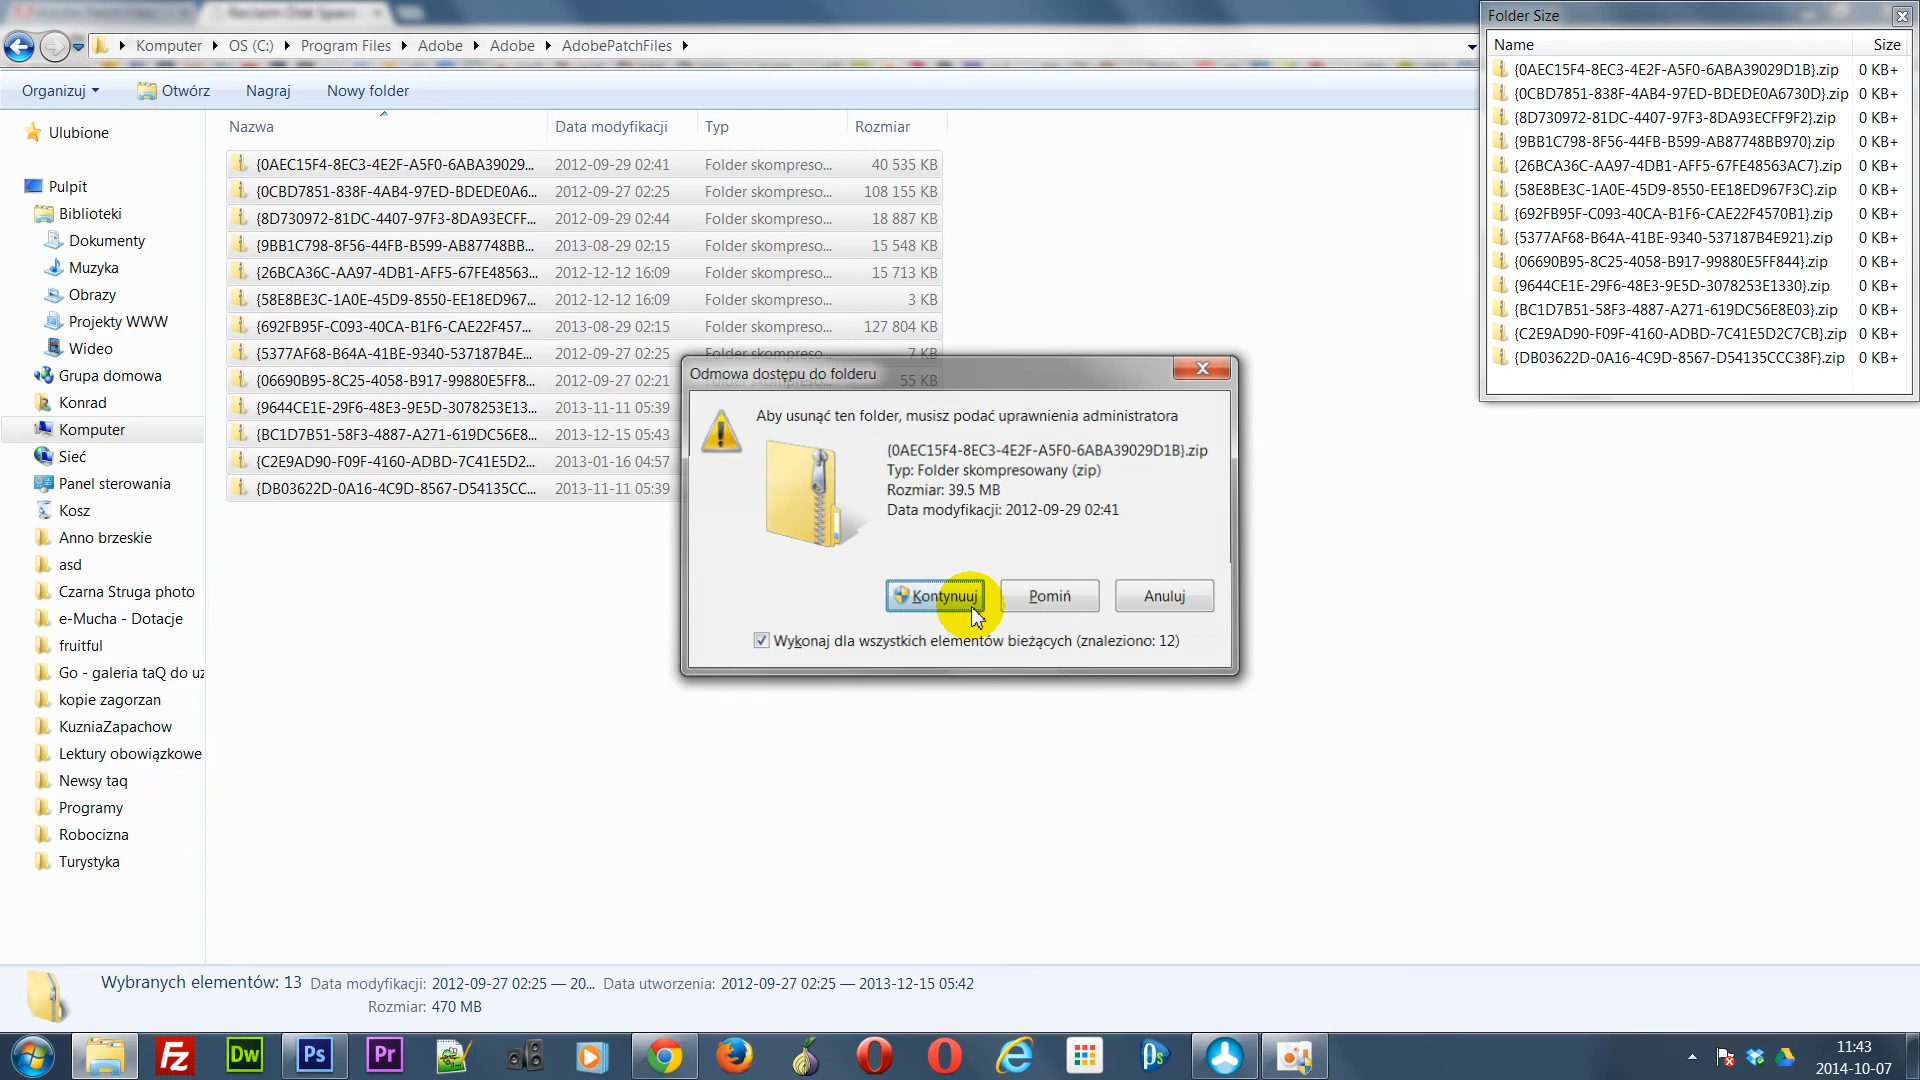 Reclaim Disk Space
Komputer OS (C:) Program Files Adobe Adobe AdobePatchFiles
Organizuj Otwórz Nagraj Nowy folder
Nazwa Data modyfikacji Typ Rozmiar
{0AEC15F4-8EC3-4E2F-A5F0-6ABA39029... 2012-09-29 02:41 Folder skompreso... 40 535 KB
{0CBD7851-838F-4AB4-97ED-BDEDE0A6... 2012-09-27 02:25 Folder skompreso... 108 155 KB
{8D730972-81DC-4407-97F3-8DA93ECFF... 2012-09-29 02:44 Folder skompreso... 18 887 KB
{9BB1C798-8F56-44FB-B599-AB87748BB... 2013-08-29 02:15 Folder skompreso... 15 548 KB
{26BCA36C-AA97-4DB1-AFF5-67FE48563... 2012-12-12 16:09 Folder skompreso... 15 713 KB
{58E8BE3C-1A0E-45D9-8550-EE18ED967... 2012-12-12 16:09 Folder skompreso... 3 KB
{692FB95F-C093-40CA-B1F6-CAE22F457... 2013-08-29 02:15 Folder skompreso... 127 804 KB
{5377AF68-B64A-41BE-9340-537187B4E... 2012-09-27 02:25 Folder skompreso... 7 KB
{06690B95-8C25-4058-B917-99880E5FF8... 2012-09-27 02:21 Folder skompreso... 55 KB
{9644CE1E-29F6-48E3-9E5D-3078253E13... 2013-11-11 05:39
{BC1D7B51-58F3-4887-A271-619DC56E8... 2013-12-15 05:43
{C2E9AD90-F09F-4160-ADBD-7C41E5D2... 2013-01-16 04:57
{DB03622D-0A16-4C9D-8567-D54135CC... 2013-11-11 05:39
Ulubione
Pulpit
Biblioteki
Dokumenty
Muzyka
Obrazy
Projekty WWW
Wideo
Grupa domowa
Konrad
Komputer
Sieć
Panel sterowania
Kosz
Anno brzeskie
asd
Czarna Struga photo
e-Mucha - Dotacje
fruitful
Go - galeria taQ do uz
kopie zagorzan
KuzniaZapachow
Lektury obowiązkowe
Newsy taq
Programy
Robocizna
Turystyka
Odmowa dostępu do folderu
Aby usunąć ten folder, musisz podać uprawnienia administratora
{0AEC15F4-8EC3-4E2F-A5F0-6ABA39029D1B}.zip
Typ: Folder skompresowany (zip)
Rozmiar: 39.5 MB
Data modyfikacji: 2012-09-29 02:41
Kontynuuj Pomiń Anuluj
Wykonaj dla wszystkich elementów bieżących (znaleziono: 12)
Folder Size
Name Size
{0AEC15F4-8EC3-4E2F-A5F0-6ABA39029D1B}.zip 0 KB+
{0CBD7851-838F-4AB4-97ED-BDEDE0A6730D}.zip 0 KB+
{8D730972-81DC-4407-97F3-8DA93ECFF9F2}.zip 0 KB+
{9BB1C798-8F56-44FB-B599-AB87748BB970}.zip 0 KB+
{26BCA36C-AA97-4DB1-AFF5-67FE48563AC7}.zip 0 KB+
{58E8BE3C-1A0E-45D9-8550-EE18ED967F3C}.zip 0 KB+
{692FB95F-C093-40CA-B1F6-CAE22F4570B1}.zip 0 KB+
{5377AF68-B64A-41BE-9340-537187B4E921}.zip 0 KB+
{06690B95-8C25-4058-B917-99880E5FF844}.zip 0 KB+
{9644CE1E-29F6-48E3-9E5D-3078253E1330}.zip 0 KB+
{BC1D7B51-58F3-4887-A271-619DC56E8E03}.zip 0 KB+
{C2E9AD90-F09F-4160-ADBD-7C41E5D2C7CB}.zip 0 KB+
{DB03622D-0A16-4C9D-8567-D54135CCC38F}.zip 0 KB+
Wybranych elementów: 13 Data modyfikacji: 2012-09-27 02:25 — 20... Data utworzenia: 2012-09-27 02:25 — 2013-12-15 05:42
Rozmiar: 470 MB
Fz Dw Ps Pr Ps
11:43
2014-10-07